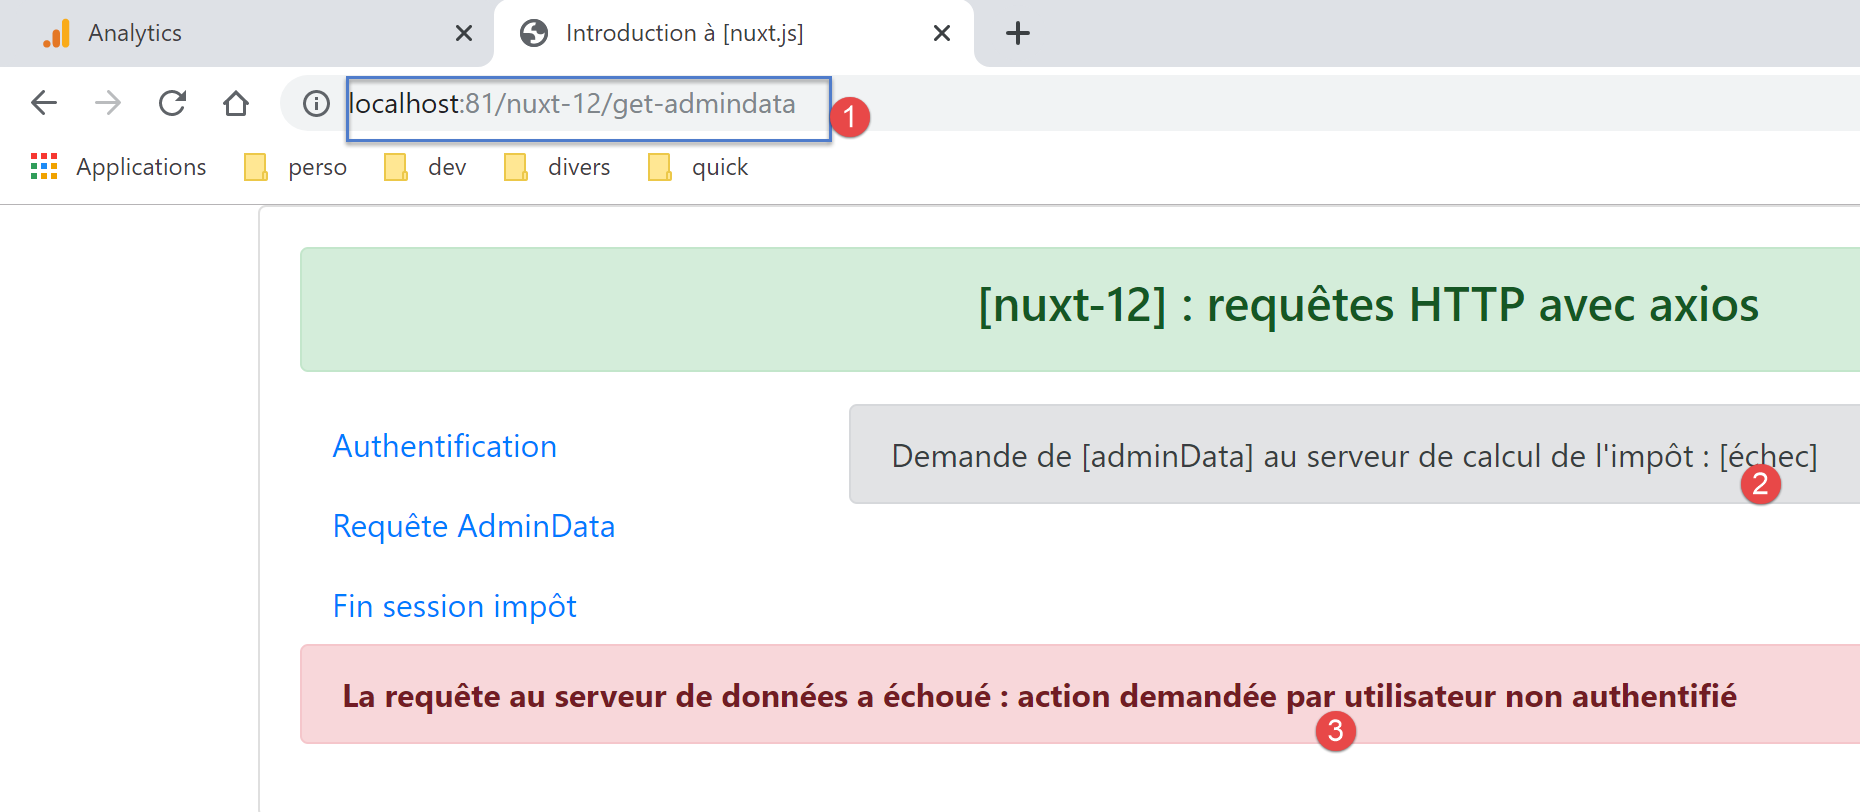 Analytics
Introduction à [nuxt.js]
localhost:81/nuxt-12/get-admindata
1
Applications perso dev divers quick
[nuxt-12] : requêtes HTTP avec axios
Authentification
Demande de [adminData] au serveur de calcul de l'impôt : [échec]
2
Requête AdminData
Fin session impôt
La requête au serveur de données a échoué : action demandée par utilisateur non authentifié
3